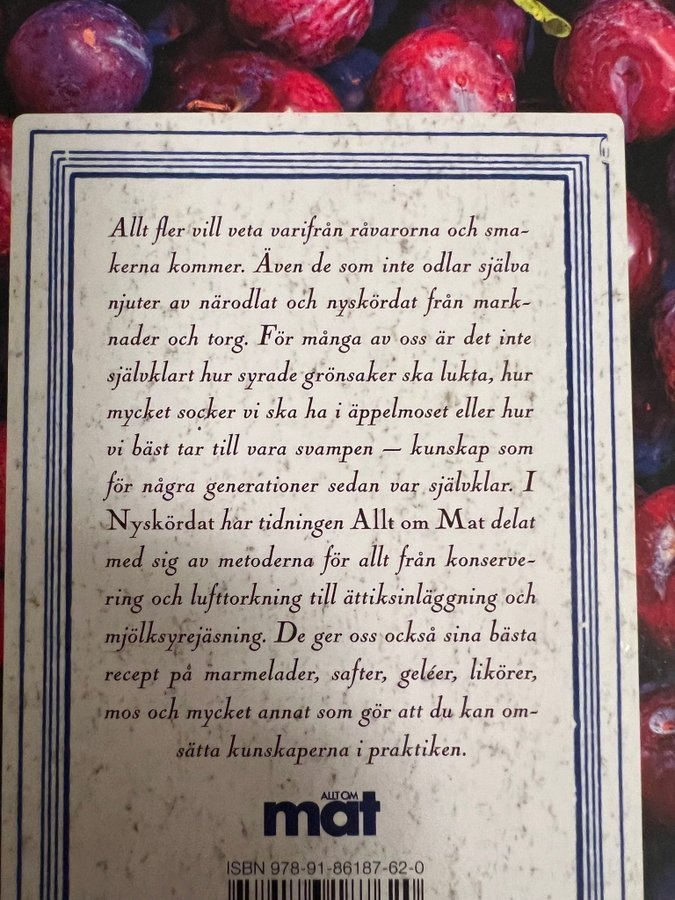 Allt fler vill veta varifrån råvarorna och sma-
kerna kommer. Även de som inte odlar själva
njuter av närodlat och nyskördat från mark-
nader och torg. För många av oss är det inte
självklart hur syrade grönsaker ska lukta, hur
mycket socker vi ska ha i äppelmoset eller hur
vi bäst tar till vara svampen – kunskap som
för några generationer sedan var självklar. I
Nyskördat har tidningen Allt om Mat delat
med sig av metoderna för allt från konserve-
ring och lufttorkning till ättiksinläggning och
mjölksyrejäsning. De ger oss också sina bästa
recept på marmelader, safter, geléer, likörer,
mos och mycket annat som gör att du kan om-
sätta kunskaperna i praktiken.
ALLT OM
mat
ISBN 978-91-86187-62-0